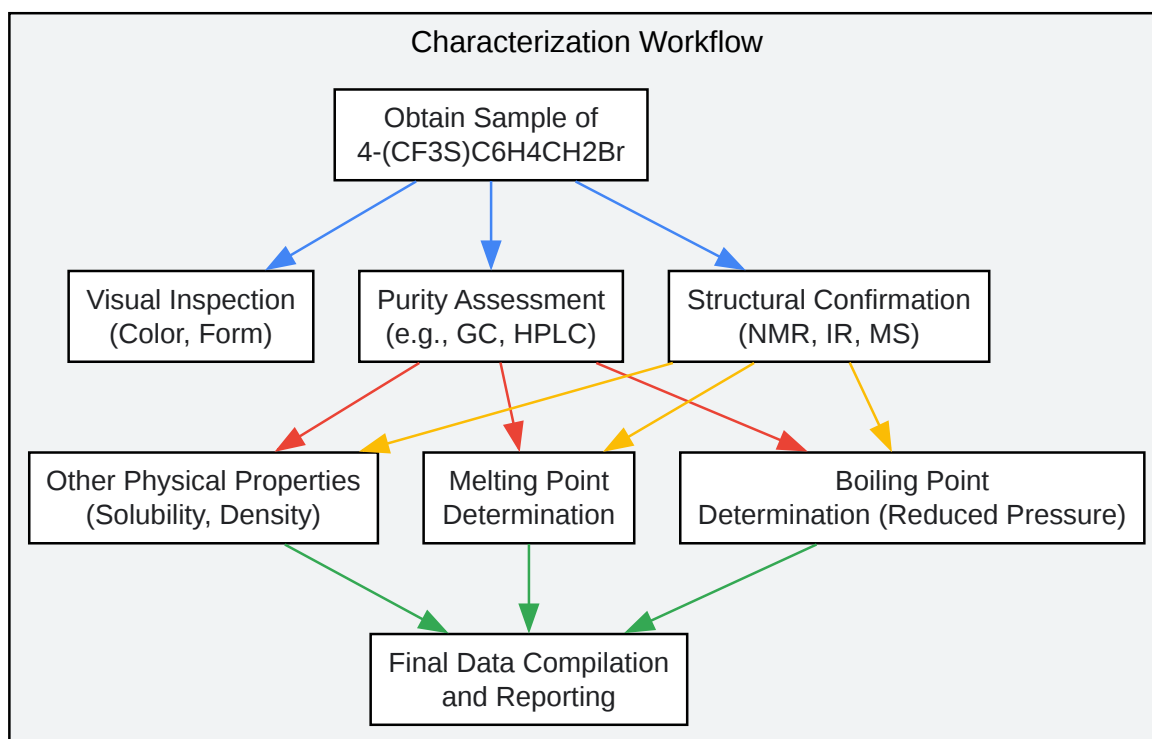 Characterization Workflow
Obtain Sample of
4-(CF3S)C6H4CH2Br
Visual Inspection
(Color, Form)
Purity Assessment
(e.g., GC, HPLC)
Structural Confirmation
(NMR, IR, MS)
Other Physical Properties
(Solubility, Density)
Melting Point
Determination
Boiling Point
Determination (Reduced Pressure)
Final Data Compilation
and Reporting